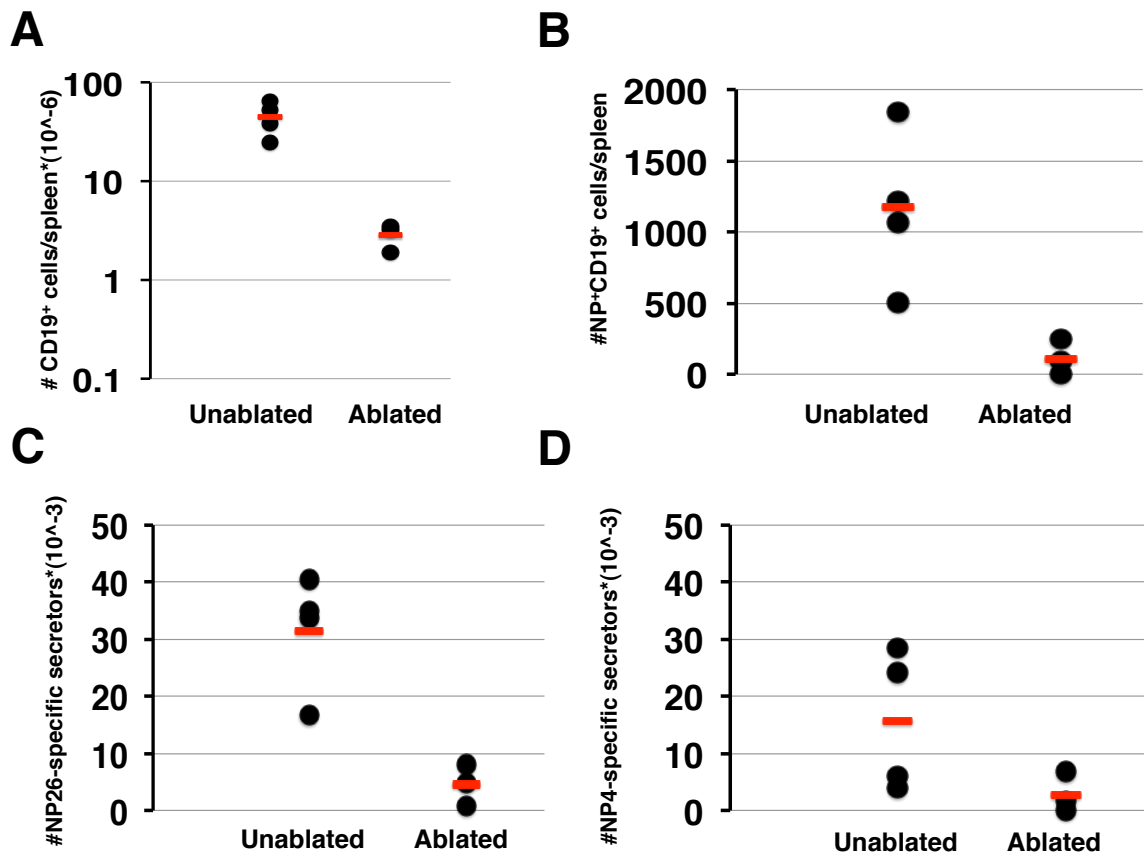 A
# CD19⁺ cells/spleen*(10^-6)
100
10
1
0.1
Unablated Ablated
B
#NP⁺CD19⁺ cells/spleen
2000
1500
1000
500
0
Unablated Ablated
C
#NP26-specific secretors*(10^-3)
50
40
30
20
10
0
Unablated Ablated
D
#NP4-specific secretors*(10^-3)
50
40
30
20
10
0
Unablated Ablated